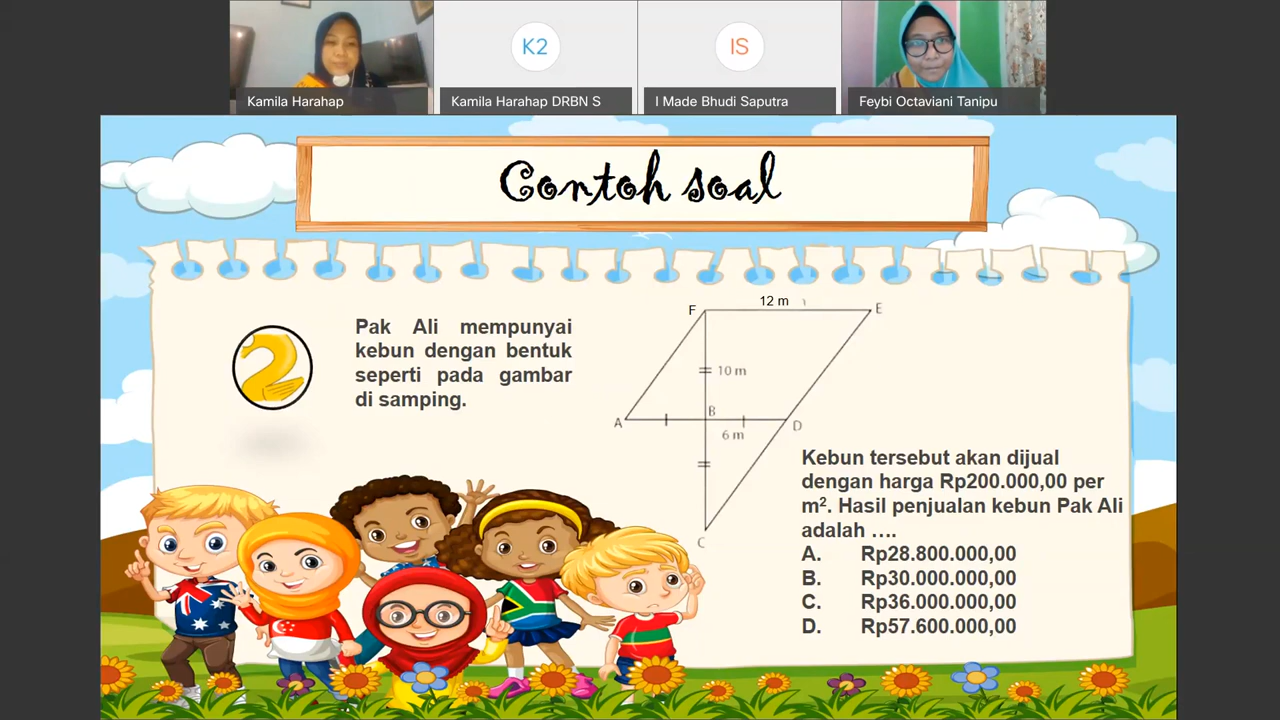 Kamila Harahap
K2
Kamila Harahap DRBN S
IS
I Made Bhudi Saputra
Feybi Octaviani Tanipu
Contoh soal
2
Pak Ali mempunyai
kebun dengan bentuk
seperti pada gambar
di samping.
12 m
F
E
10 m
A
B
D
6 m
C
Kebun tersebut akan dijual
dengan harga Rp200.000,00 per
m². Hasil penjualan kebun Pak Ali
adalah ….
A. Rp28.800.000,00
B. Rp30.000.000,00
C. Rp36.000.000,00
D. Rp57.600.000,00